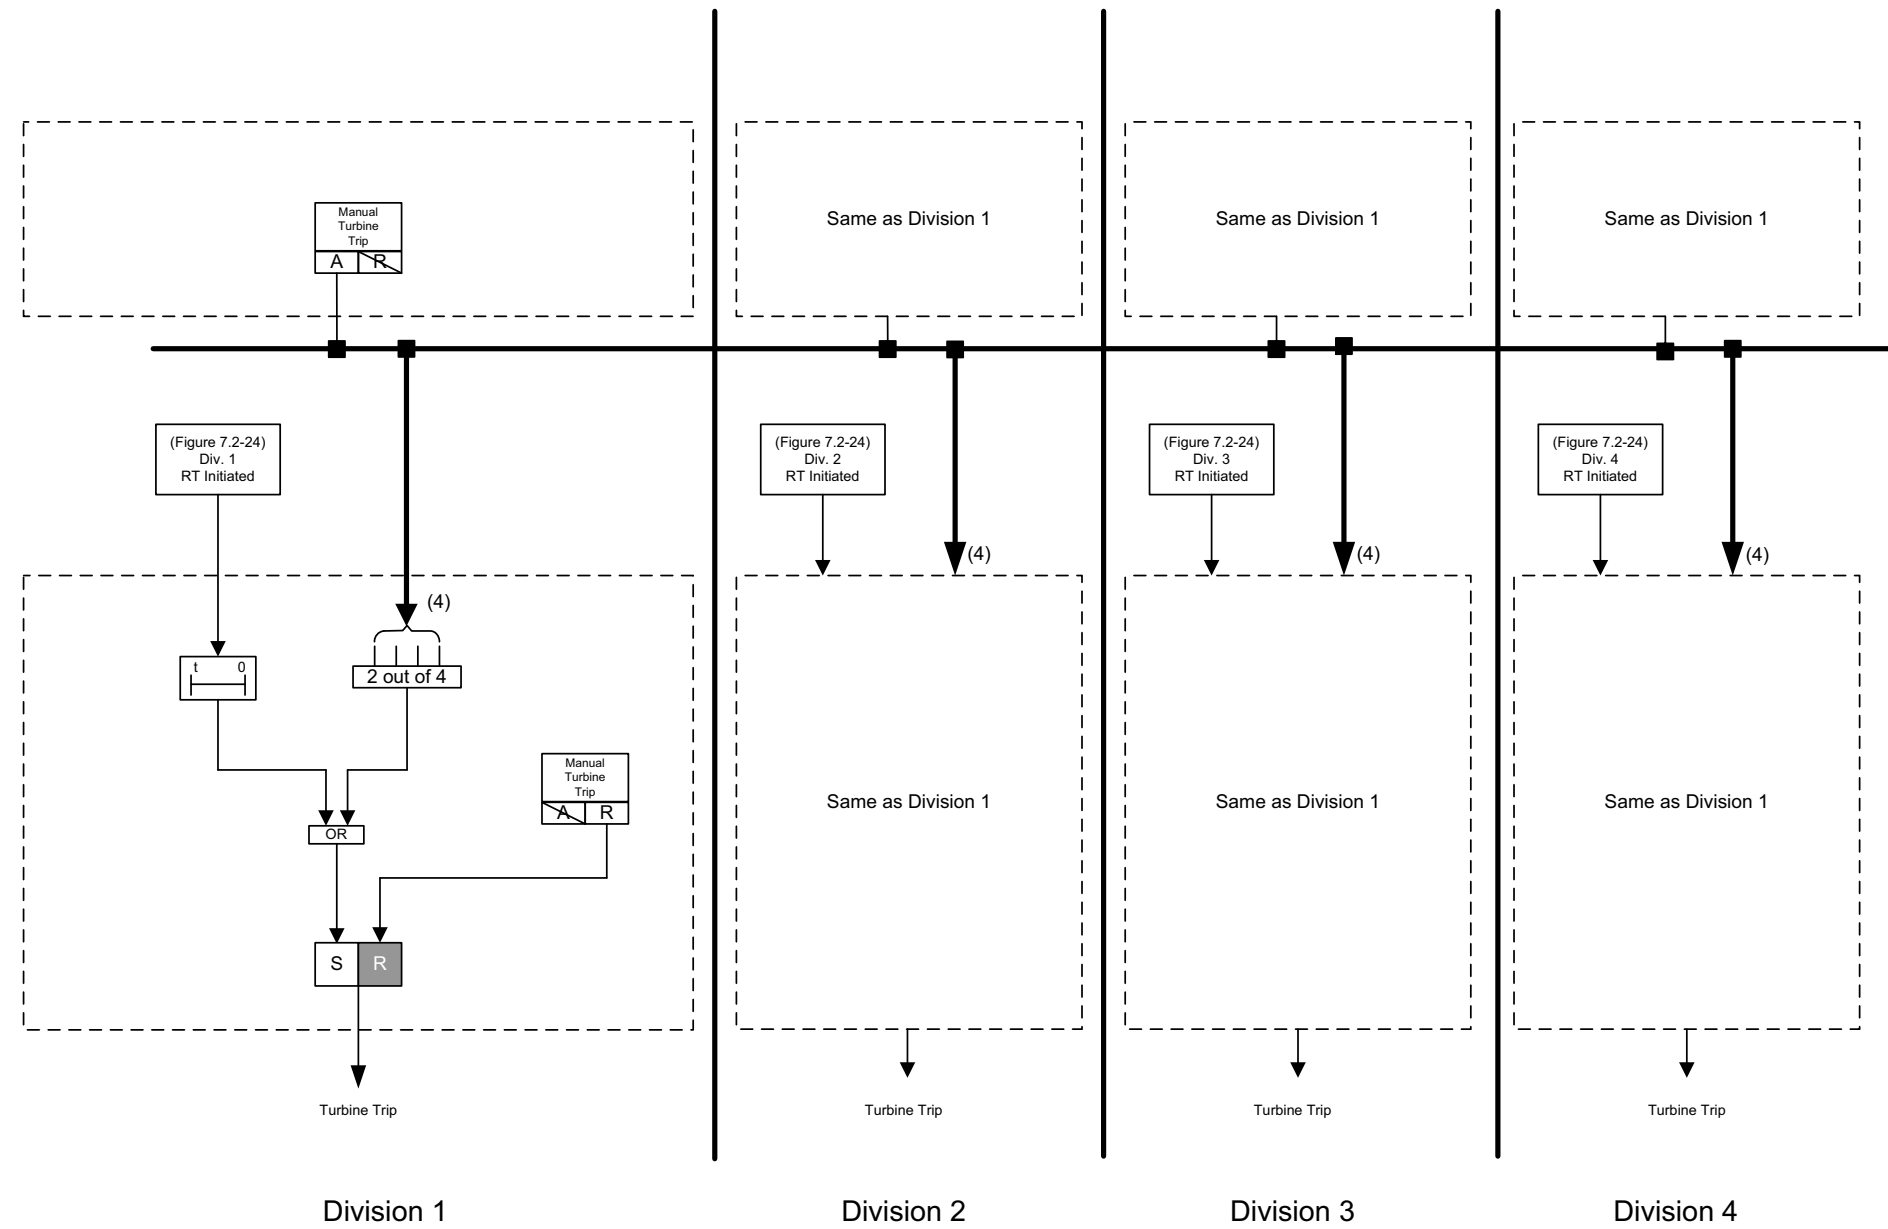 Manual
Turbine
Trip
A R
Same as Division 1
Same as Division 1
Same as Division 1
(Figure 7.2-24)
Div. 1
RT Initiated
(Figure 7.2-24)
Div. 2
RT Initiated
(Figure 7.2-24)
Div. 3
RT Initiated
(Figure 7.2-24)
Div. 4
RT Initiated
(4)
(4)
(4)
(4)
t 0
2 out of 4
Manual
Turbine
Trip
A R
OR
S R
Same as Division 1
Same as Division 1
Same as Division 1
Turbine Trip
Turbine Trip
Turbine Trip
Turbine Trip
Division 1
Division 2
Division 3
Division 4